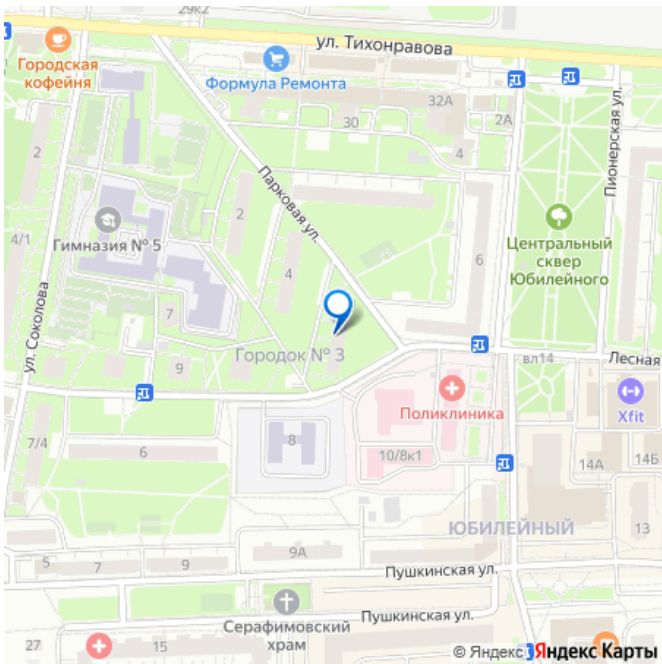 29к2
ул. Тихонравова
Городская
кофейня
Формула Ремонта
32А
30
2А
Пионерская ул.
2
4
Парковая ул.
2
Гимназия № 5
4/1
6
Центральный
сквер
Юбилейного
4
7
ул. Соколова
Городок № 3
9
вл14
Лесная
Поликлиника
Xfit
7/4
6
8
10/8к1
14А
14Б
ЮБИЛЕЙНЫЙ
13
5
7
9
9А
Пушкинская ул.
Серафимовский
храм
Пушкинская ул.
27
15
© Яндекс
Яндекс Карты